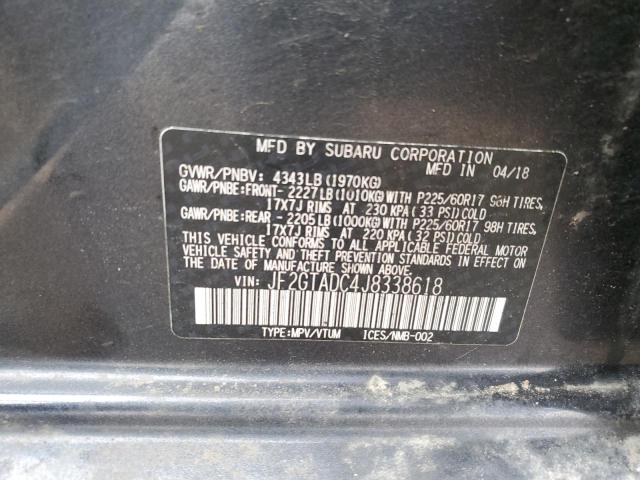 MFD BY SUBARU CORPORATION
MFD IN 04/18
GVWR/PNBV: 4343LB (1970KG)
GAWR/PNBE:FRONT- 2227LB (1010KG) WITH P225/60R17 98H TIRES,
17X7J RIMS AT 230 KPA (33 PSI) COLD
GAWR/PNBE:REAR - 2205LB (1000KG) WITH P225/60R17 98H TIRES,
17X7J RIMS AT 220 KPA (32 PSI) COLD
THIS VEHICLE CONFORMS TO ALL APPLICABLE FEDERAL MOTOR
VEHICLE SAFETY AND THEFT PREVENTION STANDARDS IN EFFECT ON
THE DATE OF MANUFACTURE SHOWN ABOVE.
VIN: JF2GTADC4J8338618
TYPE:MPV/VTUM ICES/NMB-002